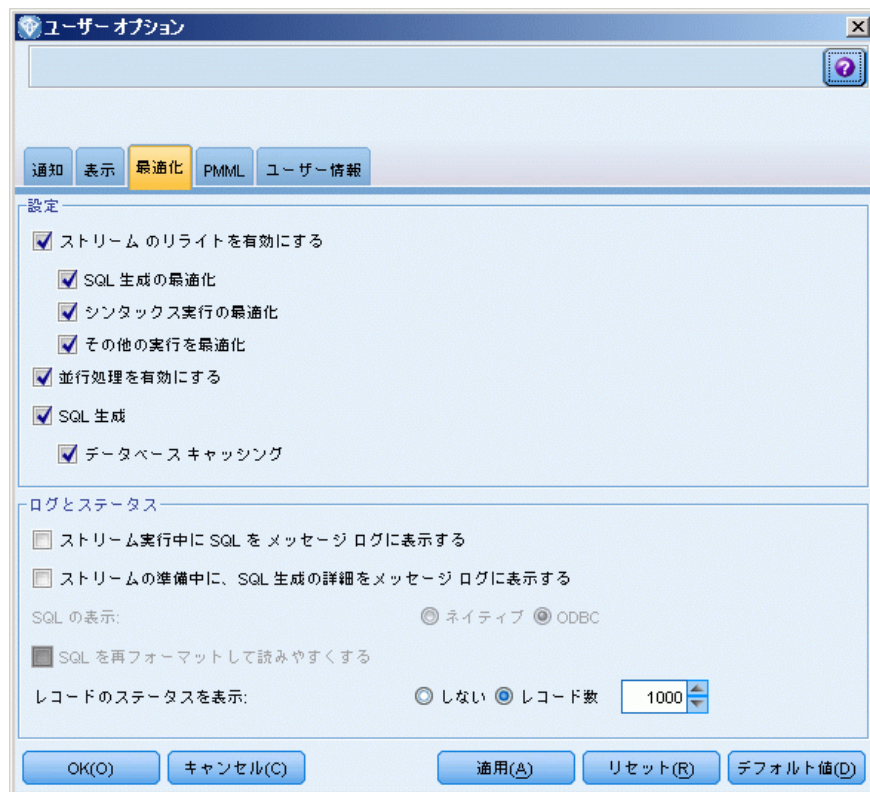 ユーザー オプション
通知 表示 最適化 PMML ユーザー情報
設定
ストリーム のリライトを有効にする
SQL 生成の最適化
シンタックス実行の最適化
その他の実行を最適化
並行処理を有効にする
SQL 生成
データベース キャッシング
ログとステータス
ストリーム実行中に SQL を メッセージ ログに表示する
ストリームの準備中に、SQL 生成の詳細をメッセージ ログに表示する
SQL の表示: ネイティブ ODBC
SQL を再フォーマットして読みやすくする
レコードのステータスを表示: しない レコード数 1000
OK(O) キャンセル(C) 適用(A) リセット(R) デフォルト値(D)